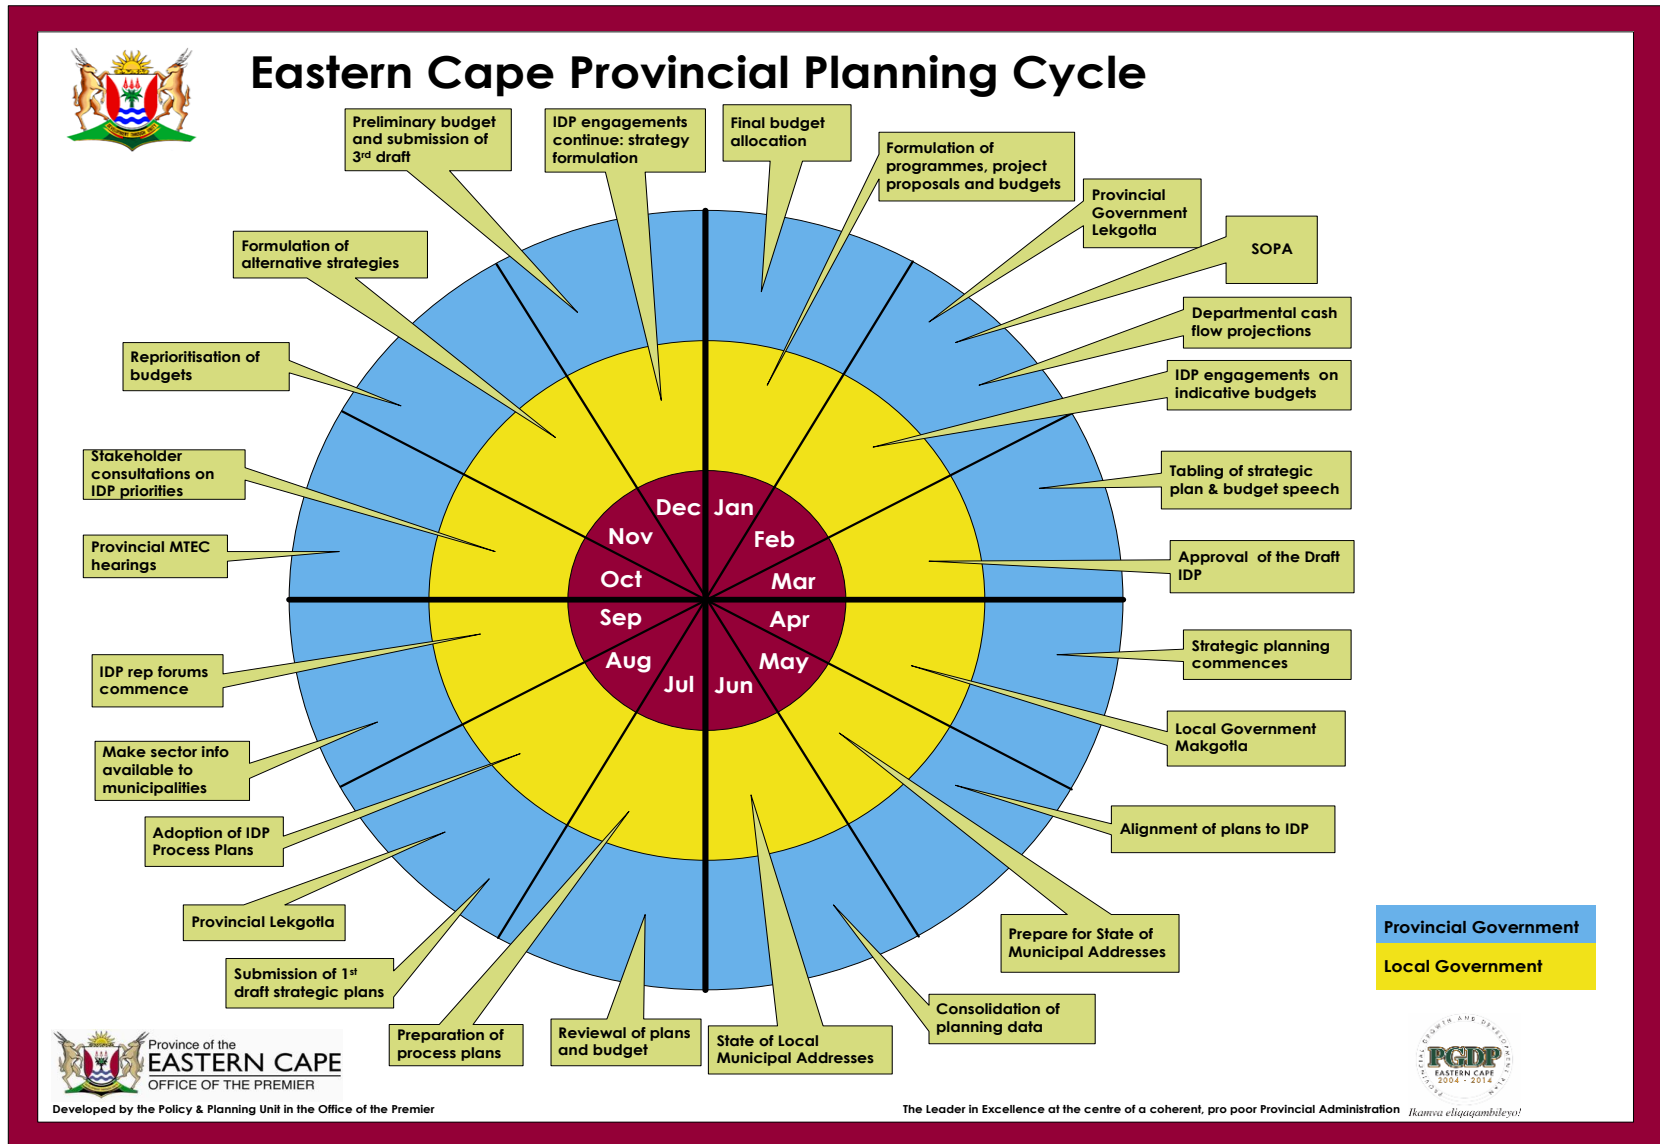 Eastern Cape Provincial Planning Cycle
Preliminary budget
and submission of
3rd draft
IDP engagements
continue: strategy
formulation
Final budget
allocation
Formulation of
programmes, project
proposals and budgets
Provincial
Government
Lekgotla
SOPA
Departmental cash
flow projections
IDP engagements on
indicative budgets
Tabling of strategic
plan & budget speech
Approval of the Draft
IDP
Strategic planning
commences
Local Government
Makgotla
Alignment of plans to IDP
Prepare for State of
Municipal Addresses
Consolidation of
planning data
State of Local
Municipal Addresses
Reviewal of plans
and budget
Preparation of
process plans
Submission of 1st
draft strategic plans
Provincial Lekgotla
Adoption of IDP
Process Plans
Make sector info
available to
municipalities
IDP rep forums
commence
Provincial MTEC
hearings
Stakeholder
consultations on
IDP priorities
Reprioritisation of
budgets
Formulation of
alternative strategies
Jan
Feb
Mar
Apr
May
Jun
Jul
Aug
Sep
Oct
Nov
Dec
Provincial Government
Local Government
Province of the
EASTERN CAPE
OFFICE OF THE PREMIER
Developed by the Policy & Planning Unit in the Office of the Premier
The Leader in Excellence at the centre of a coherent, pro poor Provincial Administration
PROVINCIAL GROWTH AND DEVELOPMENT PLAN
PGDP
EASTERN CAPE
2004 - 2014
Ikamva eliqaqambileyo!